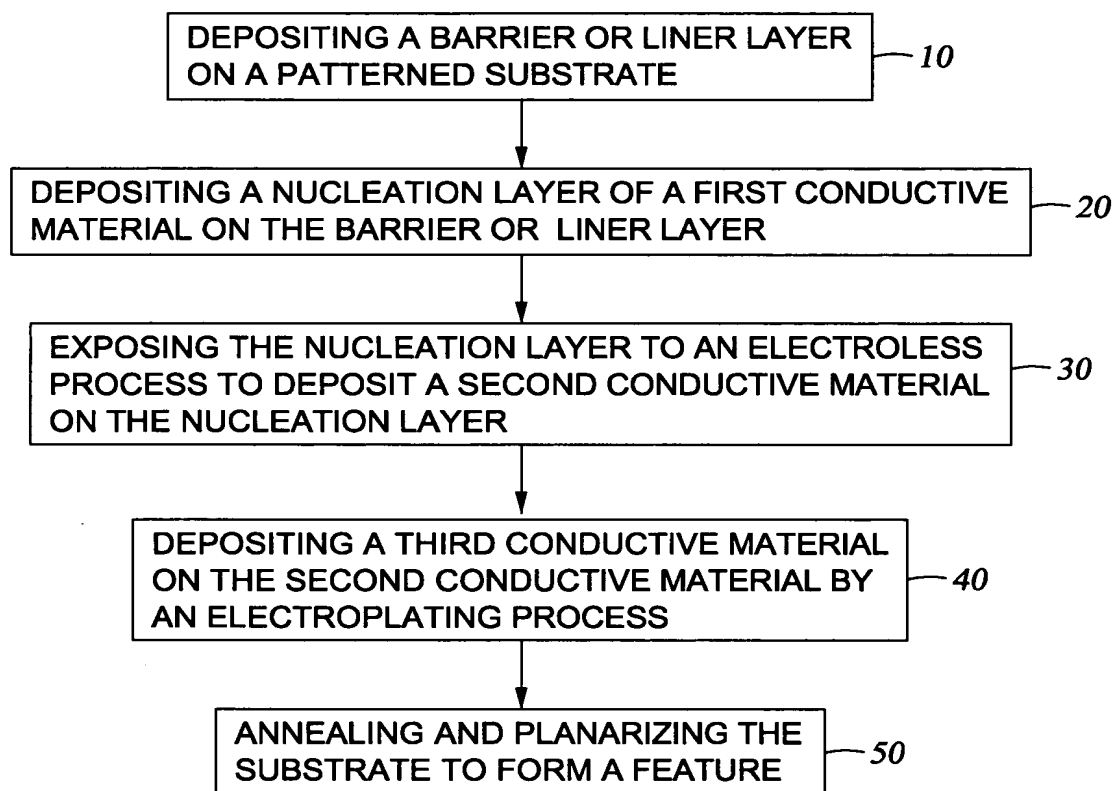 DEPOSITING A BARRIER OR LINER LAYER
ON A PATTERNED SUBSTRATE
10
DEPOSITING A NUCLEATION LAYER OF A FIRST CONDUCTIVE
MATERIAL ON THE BARRIER OR LINER LAYER
20
EXPOSING THE NUCLEATION LAYER TO AN ELECTROLESS
PROCESS TO DEPOSIT A SECOND CONDUCTIVE MATERIAL
ON THE NUCLEATION LAYER
30
DEPOSITING A THIRD CONDUCTIVE MATERIAL
ON THE SECOND CONDUCTIVE MATERIAL BY
AN ELECTROPLATING PROCESS
40
ANNEALING AND PLANARIZING THE
SUBSTRATE TO FORM A FEATURE
50